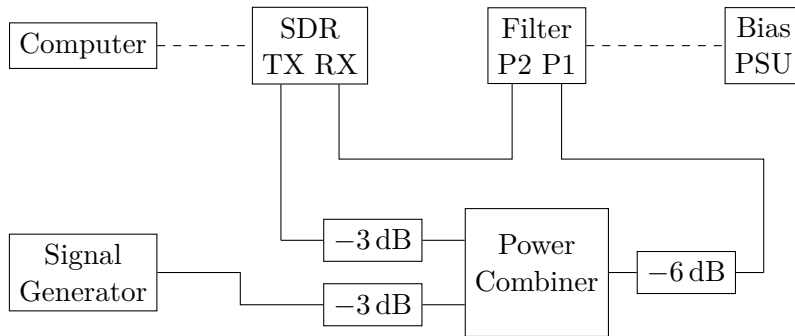 Computer
SDR
TX RX
Filter
P2 P1
Bias
PSU
−3 dB
Signal
Generator
−3 dB
Power
Combiner
−6 dB